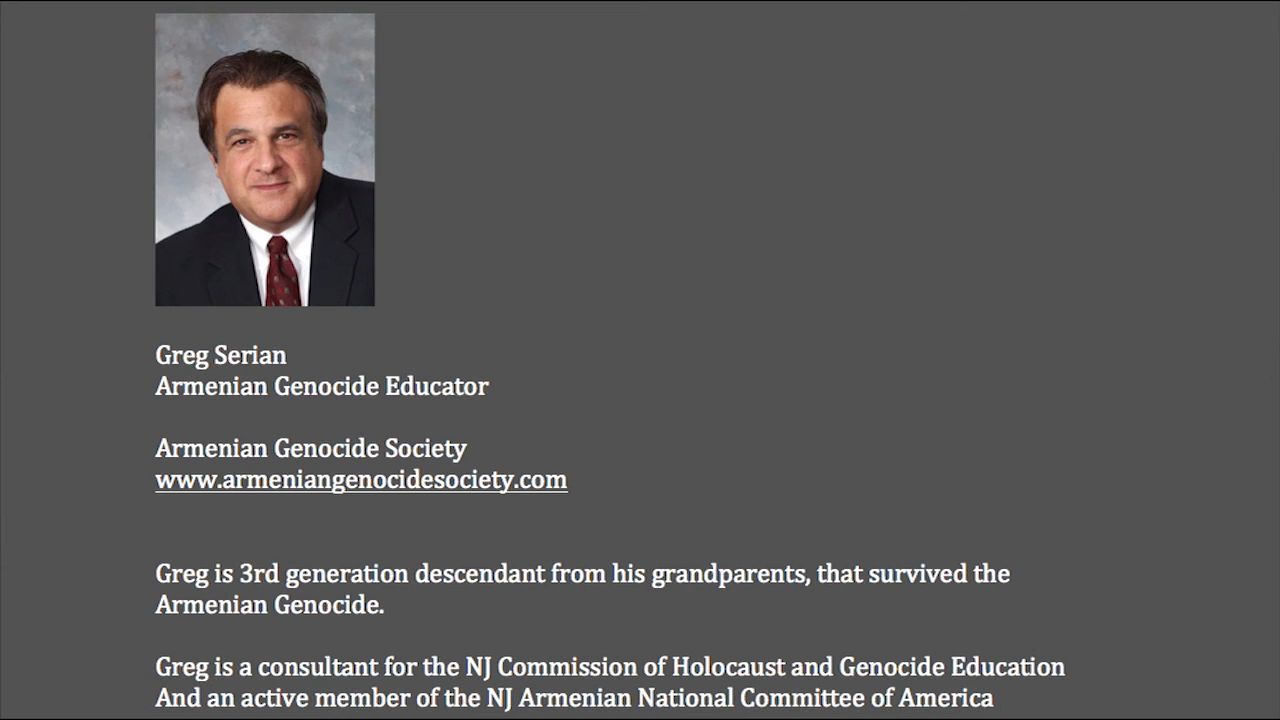 Greg Serian
Armenian Genocide Educator
Armenian Genocide Society
www.armeniangenocidesociety.com
Greg is 3rd generation descendant from his grandparents, that survived the
Armenian Genocide.
Greg is a consultant for the NJ Commission of Holocaust and Genocide Education
And an active member of the NJ Armenian National Committee of America